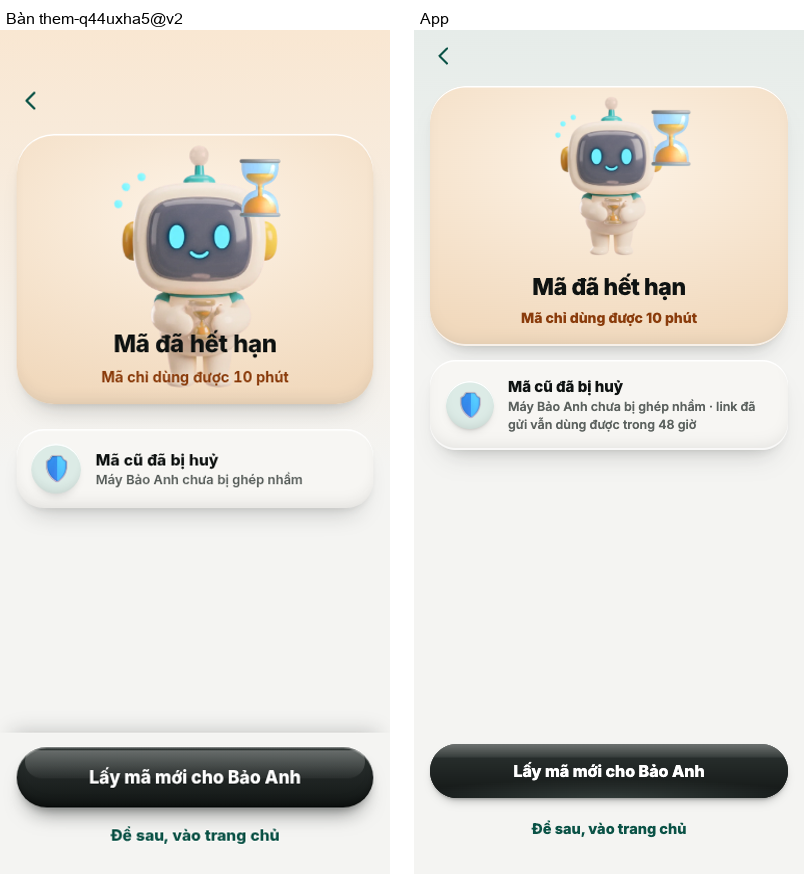 Bản them-q44uxha5@v2
Mã đã hết hạn
Mã chỉ dùng được 10 phút
Mã cũ đã bị huỷ
Máy Bảo Anh chưa bị ghép nhầm
Lấy mã mới cho Bảo Anh
Để sau, vào trang chủ
App
Mã đã hết hạn
Mã chỉ dùng được 10 phút
Mã cũ đã bị huỷ
Máy Bảo Anh chưa bị ghép nhầm · link đã
gửi vẫn dùng được trong 48 giờ
Lấy mã mới cho Bảo Anh
Để sau, vào trang chủ